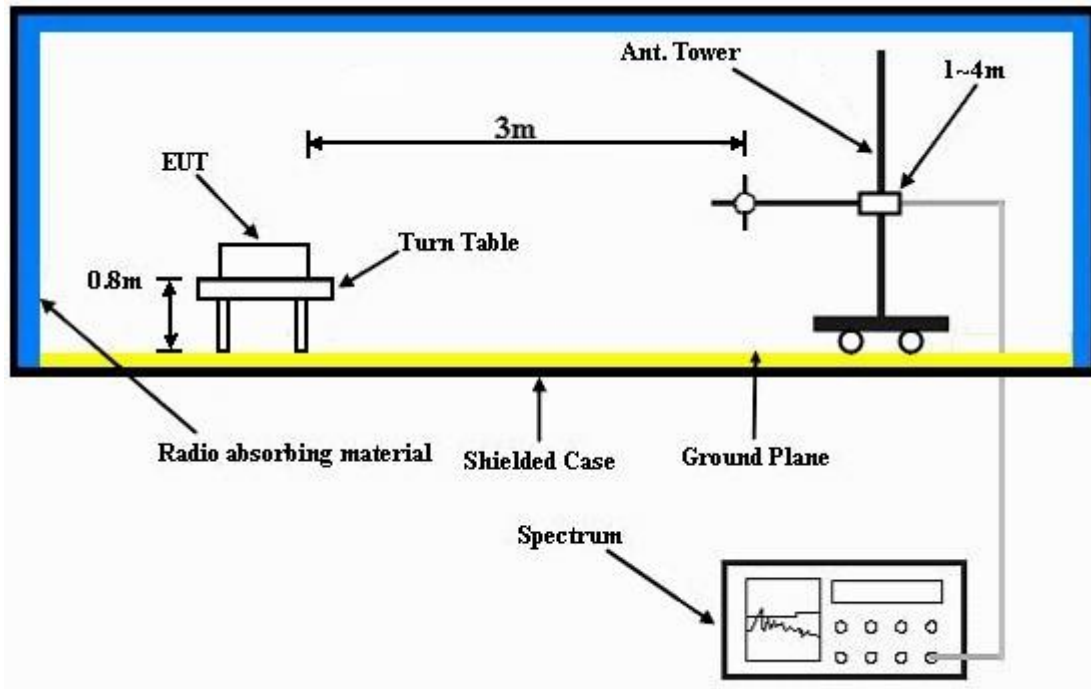 Ant. Tower
1~4m
3m
EUT
Turn Table
0.8m
Radio absorbing material
Shielded Case
Ground Plane
Spectrum